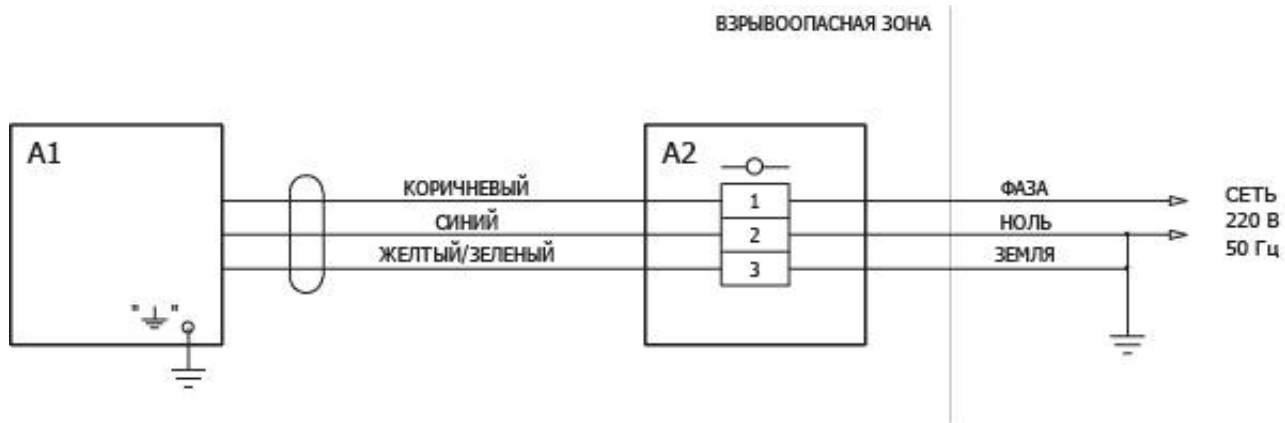 ВЗРЫВООПАСНАЯ ЗОНА
А1
А2
КОРИЧНЕВЫЙ
1
ФАЗА
СЕТЬ
СИНИЙ
2
НОЛЬ
220 В
ЖЕЛТЫЙ/ЗЕЛЕНЫЙ
3
ЗЕМЛЯ
50 Гц
" "